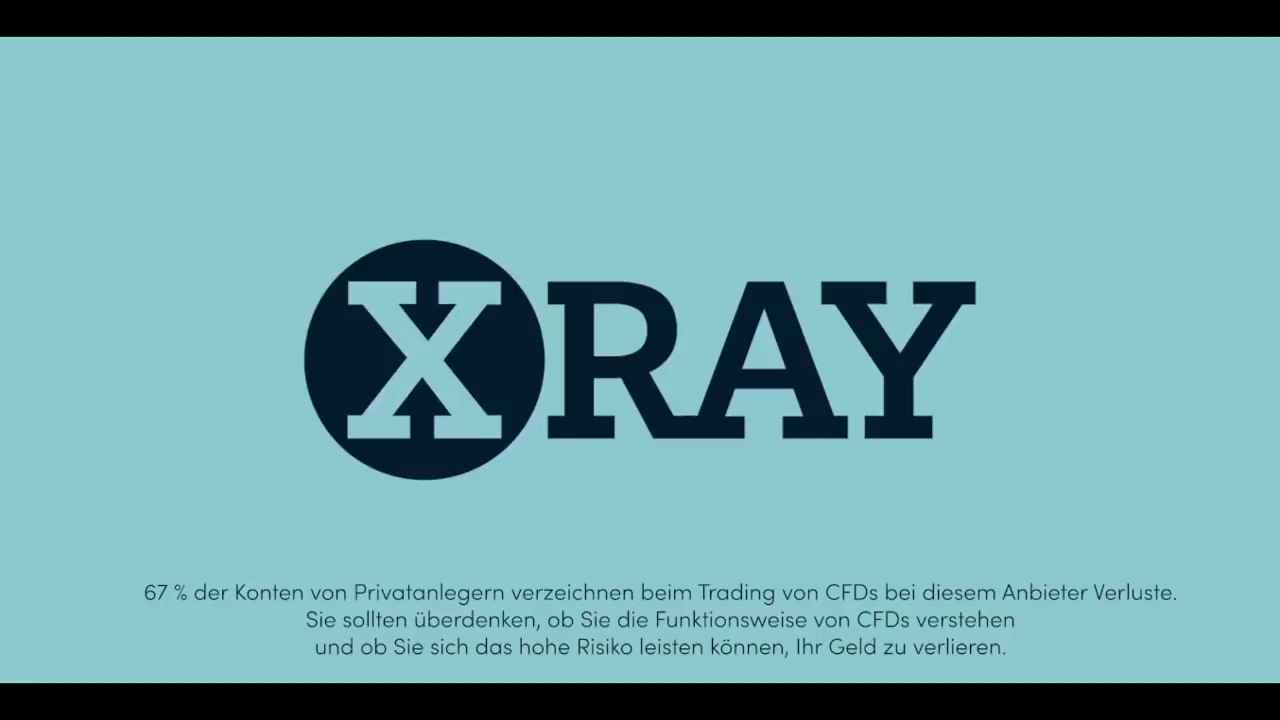 XRAY
67 % der Konten von Privatanlegern verzeichnen beim Trading von CFDs bei diesem Anbieter Verluste.
Sie sollten überdenken, ob Sie die Funktionsweise von CFDs verstehen
und ob Sie sich das hohe Risiko leisten können, Ihr Geld zu verlieren.